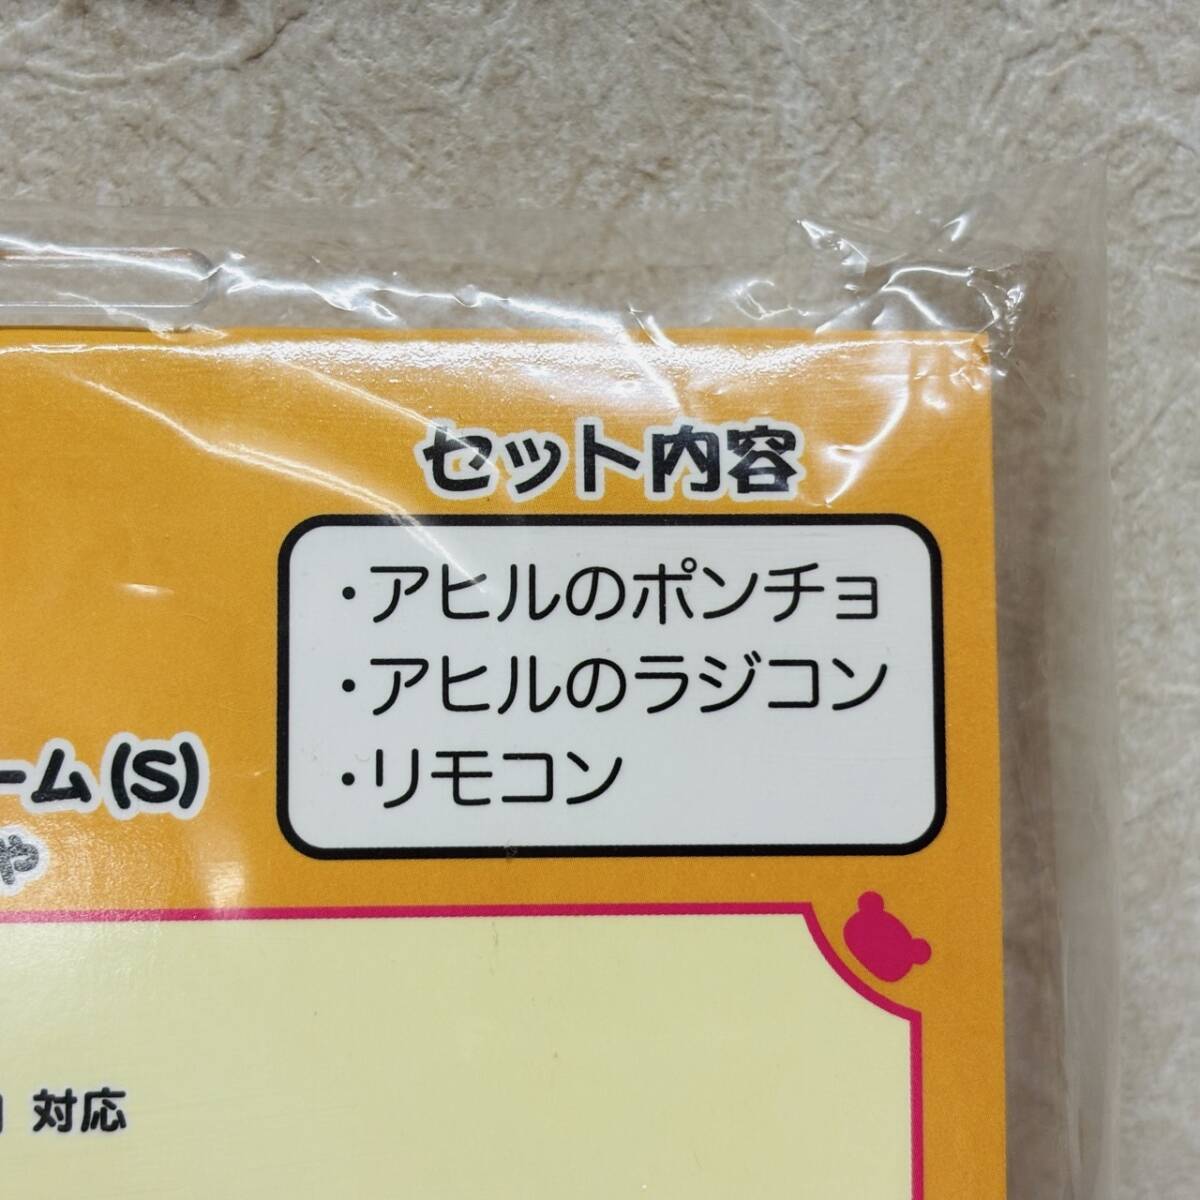 セット内容
・アヒルのポンチョ
・アヒルのラジコン
・リモコン
ーム(S)
や
対応